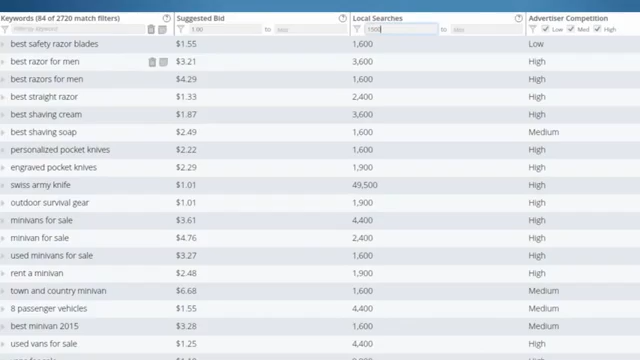 Keywords (84 of 2720 match filters) Suggested Bid Local Searches Advertiser Competition
Filter by keyword 1.00 to max 1500 to max Low Med High
best safety razor blades $1.55 1,600 Low
best razor for men $3.21 3,600 High
best razors for men $4.29 1,600 High
best straight razor $1.33 2,400 High
best shaving cream $1.87 3,600 High
best shaving soap $2.49 1,600 Medium
personalized pocket knives $2.22 1,600 High
engraved pocket knives $2.29 1,900 High
swiss army knife $1.01 49,500 High
outdoor survival gear $1.01 1,900 High
minivans for sale $3.61 4,400 High
minivan for sale $4.76 2,400 High
used minivans for sale $3.27 1,600 High
rent a minivan $2.48 1,900 High
town and country minivan $6.68 1,600 Medium
8 passenger vehicles $1.55 4,400 Medium
best minivan 2015 $3.28 1,600 Medium
used vans for sale $1.25 4,400 High